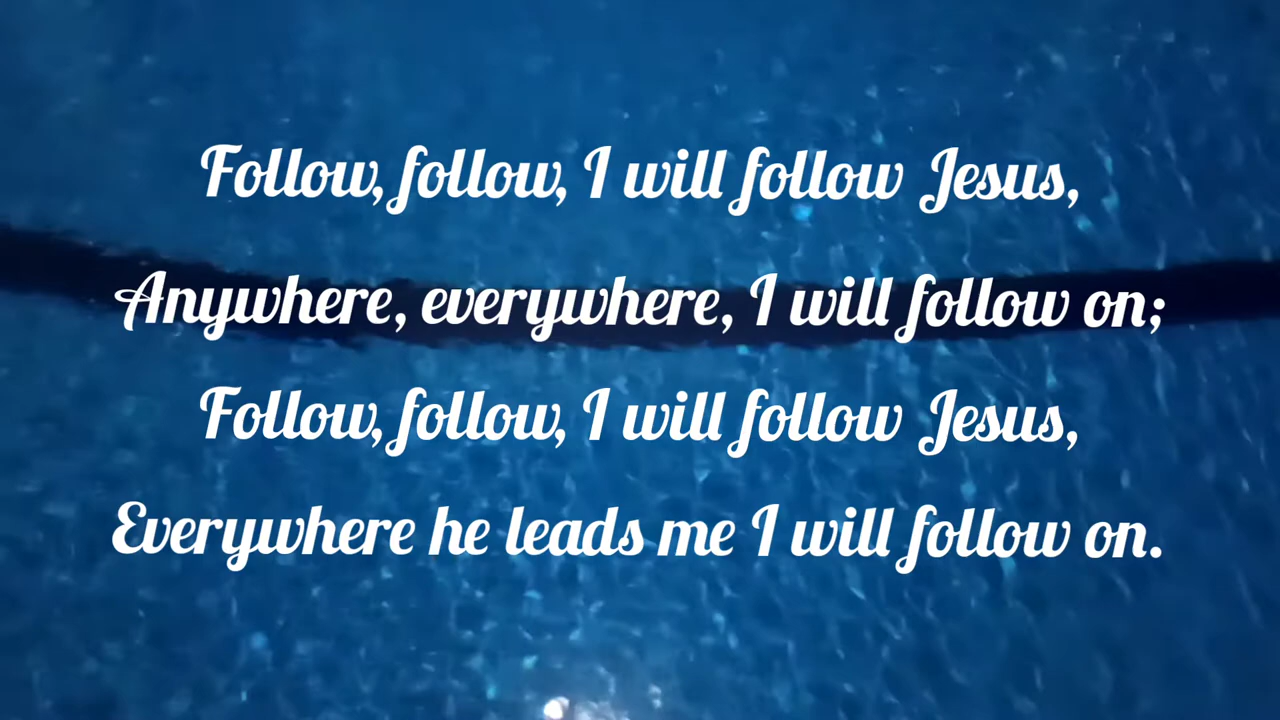 Follow, follow, I will follow Jesus,
Anywhere, everywhere, I will follow on;
Follow, follow, I will follow Jesus,
Everywhere he leads me I will follow on.